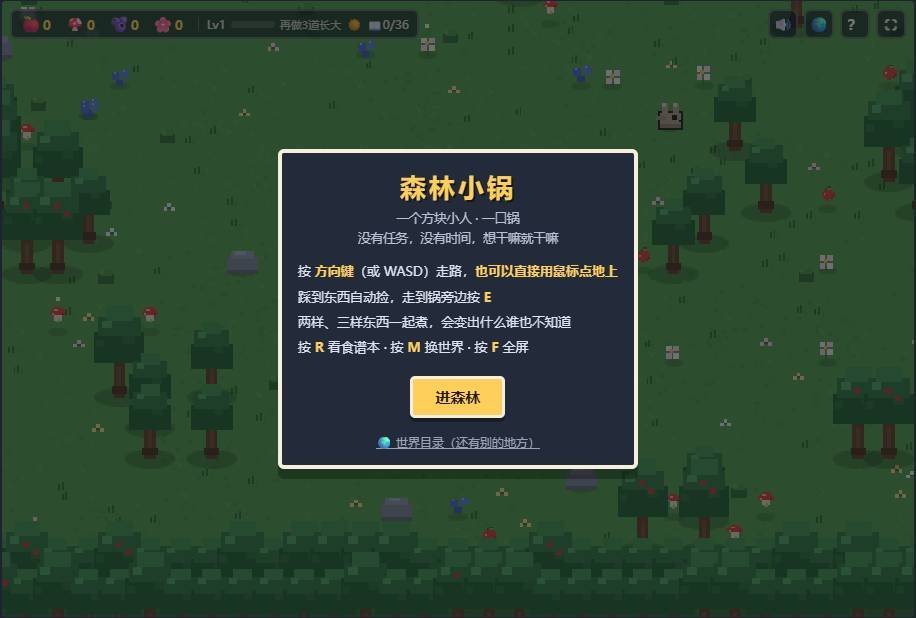 0 0 0 0 Lv1 再做3道长大 0/36 ?
森林小锅
一个方块小人 · 一口锅
没有任务，没有时间，想干嘛就干嘛
按 方向键（或 WASD）走路，也可以直接用鼠标点地上
踩到东西自动捡，走到锅旁边按 E
两样、三样东西一起煮，会变出什么谁也不知道
按 R 看食谱本 · 按 M 换世界 · 按 F 全屏
进森林
世界目录（还有别的地方）